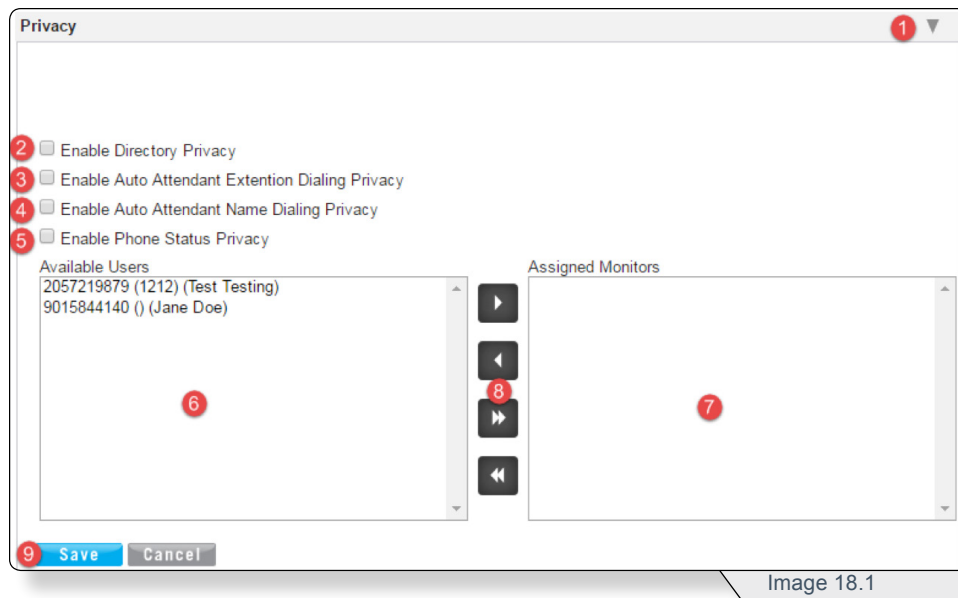 Privacy 1
2 Enable Directory Privacy
3 Enable Auto Attendant Extention Dialing Privacy
4 Enable Auto Attendant Name Dialing Privacy
5 Enable Phone Status Privacy
Available Users Assigned Monitors
2057219879 (1212) (Test Testing)
9015844140 () (Jane Doe)
6 8 7
9 Save Cancel
Image 18.1